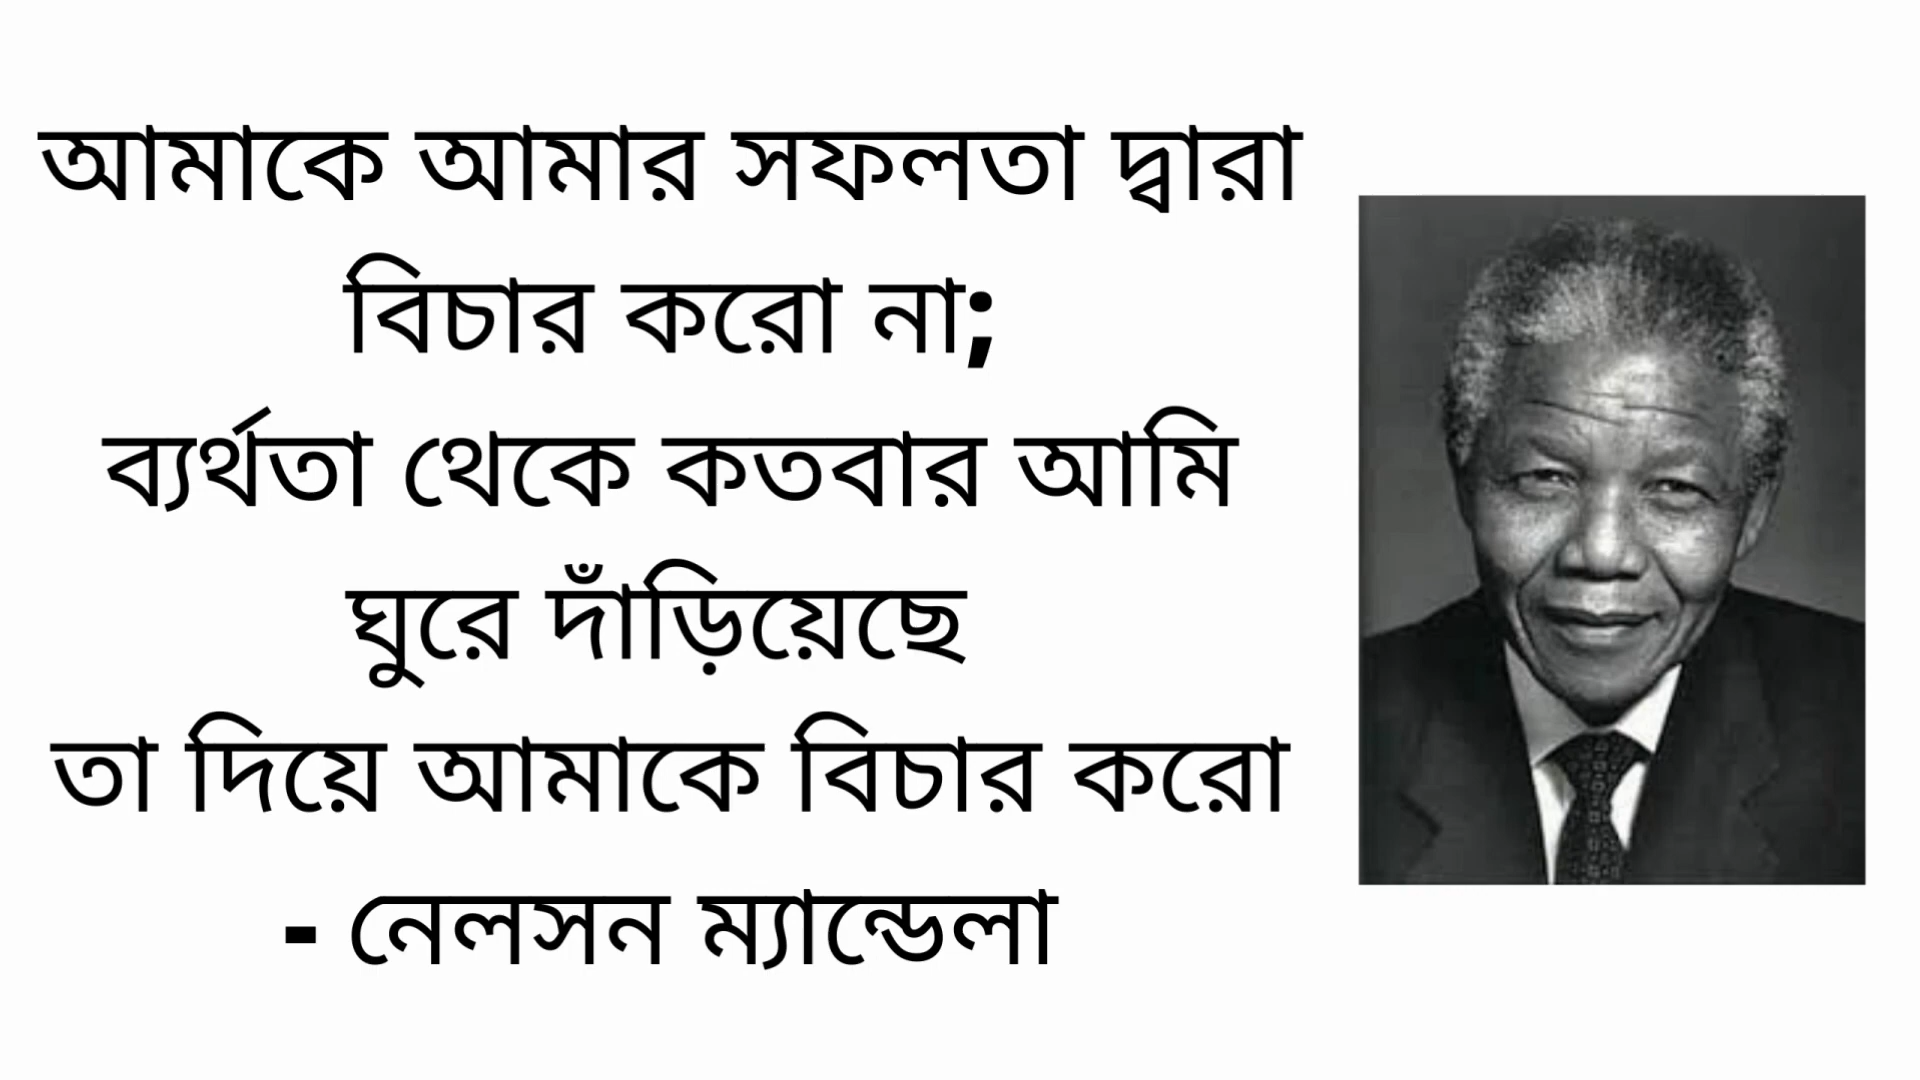 আমাকে আমার সফলতা দ্বারা
বিচার করো না;
ব্যর্থতা থেকে কতবার আমি
ঘুরে দাঁড়িয়েছে
তা দিয়ে আমাকে বিচার করো
- নেলসন ম্যান্ডেলা